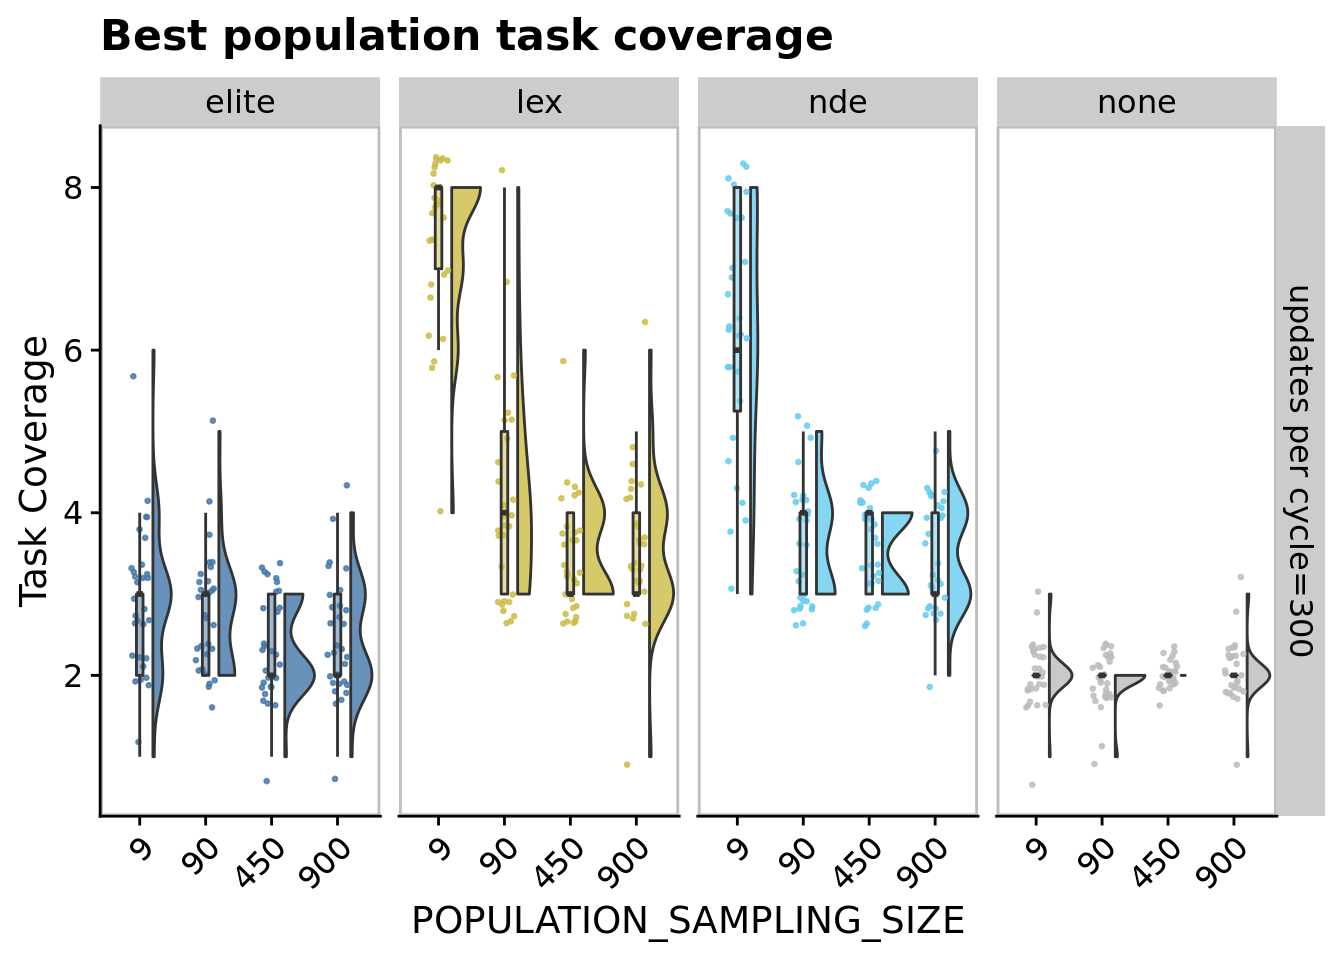 Best population task coverage
elite
lex
nde
none
8
6
4
2
Task Coverage
updates per cycle=300
9 90 450 900
9 90 450 900
9 90 450 900
9 90 450 900
POPULATION_SAMPLING_SIZE